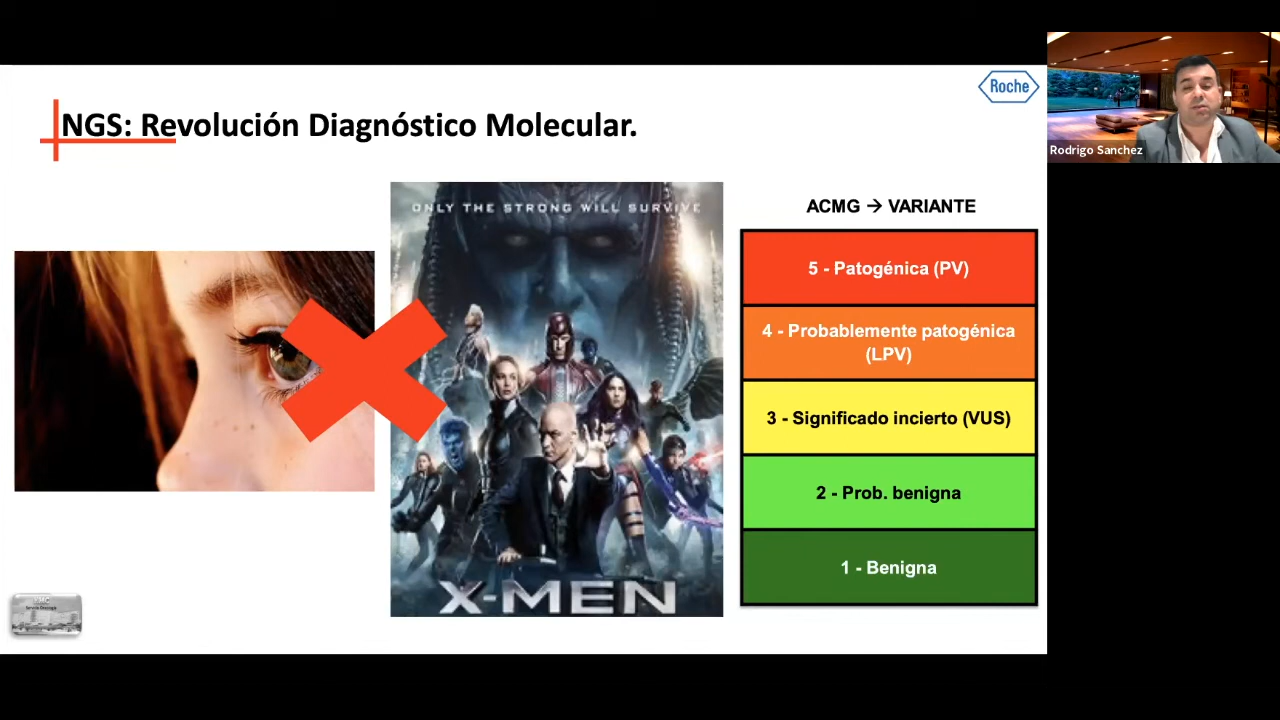 Roche
NGS: Revolución Diagnóstico Molecular.
Rodrigo Sanchez
ONLY THE STRONG WILL SURVIVE
X-MEN
ACMG → VARIANTE
5 - Patogénica (PV)
4 - Probablemente patogénica
(LPV)
3 - Significado incierto (VUS)
2 - Prob. benigna
1 - Benigna